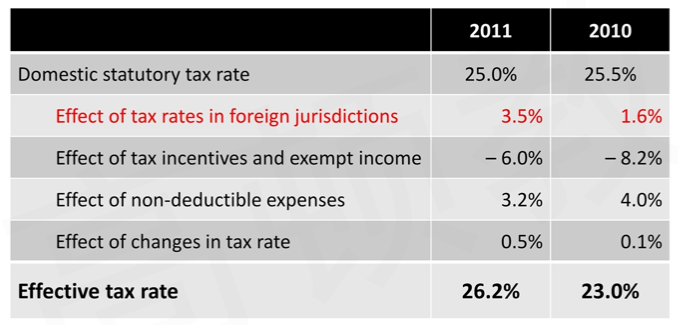 2011 2010
Domestic statutory tax rate 25.0% 25.5%
Effect of tax rates in foreign jurisdictions 3.5% 1.6%
Effect of tax incentives and exempt income – 6.0% – 8.2%
Effect of non-deductible expenses 3.2% 4.0%
Effect of changes in tax rate 0.5% 0.1%
Effective tax rate 26.2% 23.0%